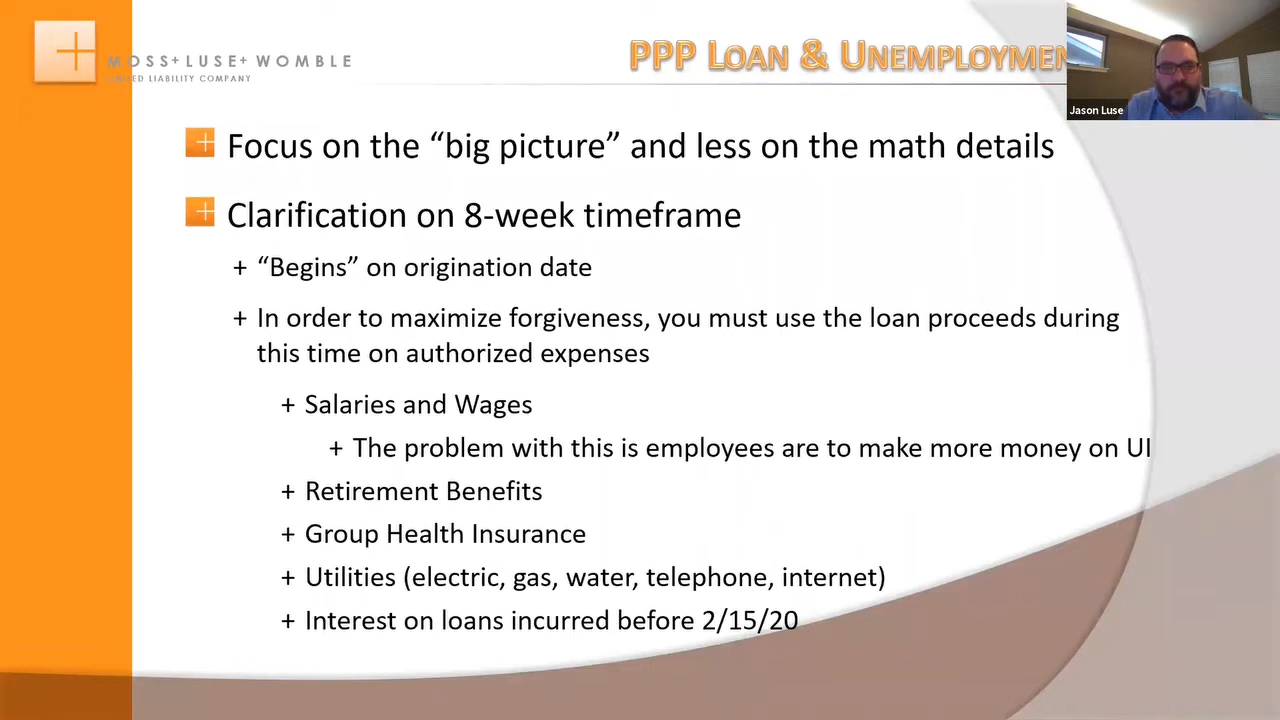 MOSS+LUSE+WOMBLE
LIMITED LIABILITY COMPANY
PPP LOAN & UNEMPLOYMEN
Jason Luse
Focus on the “big picture” and less on the math details
Clarification on 8-week timeframe
+ “Begins” on origination date
+ In order to maximize forgiveness, you must use the loan proceeds during
this time on authorized expenses
+ Salaries and Wages
+ The problem with this is employees are to make more money on UI
+ Retirement Benefits
+ Group Health Insurance
+ Utilities (electric, gas, water, telephone, internet)
+ Interest on loans incurred before 2/15/20